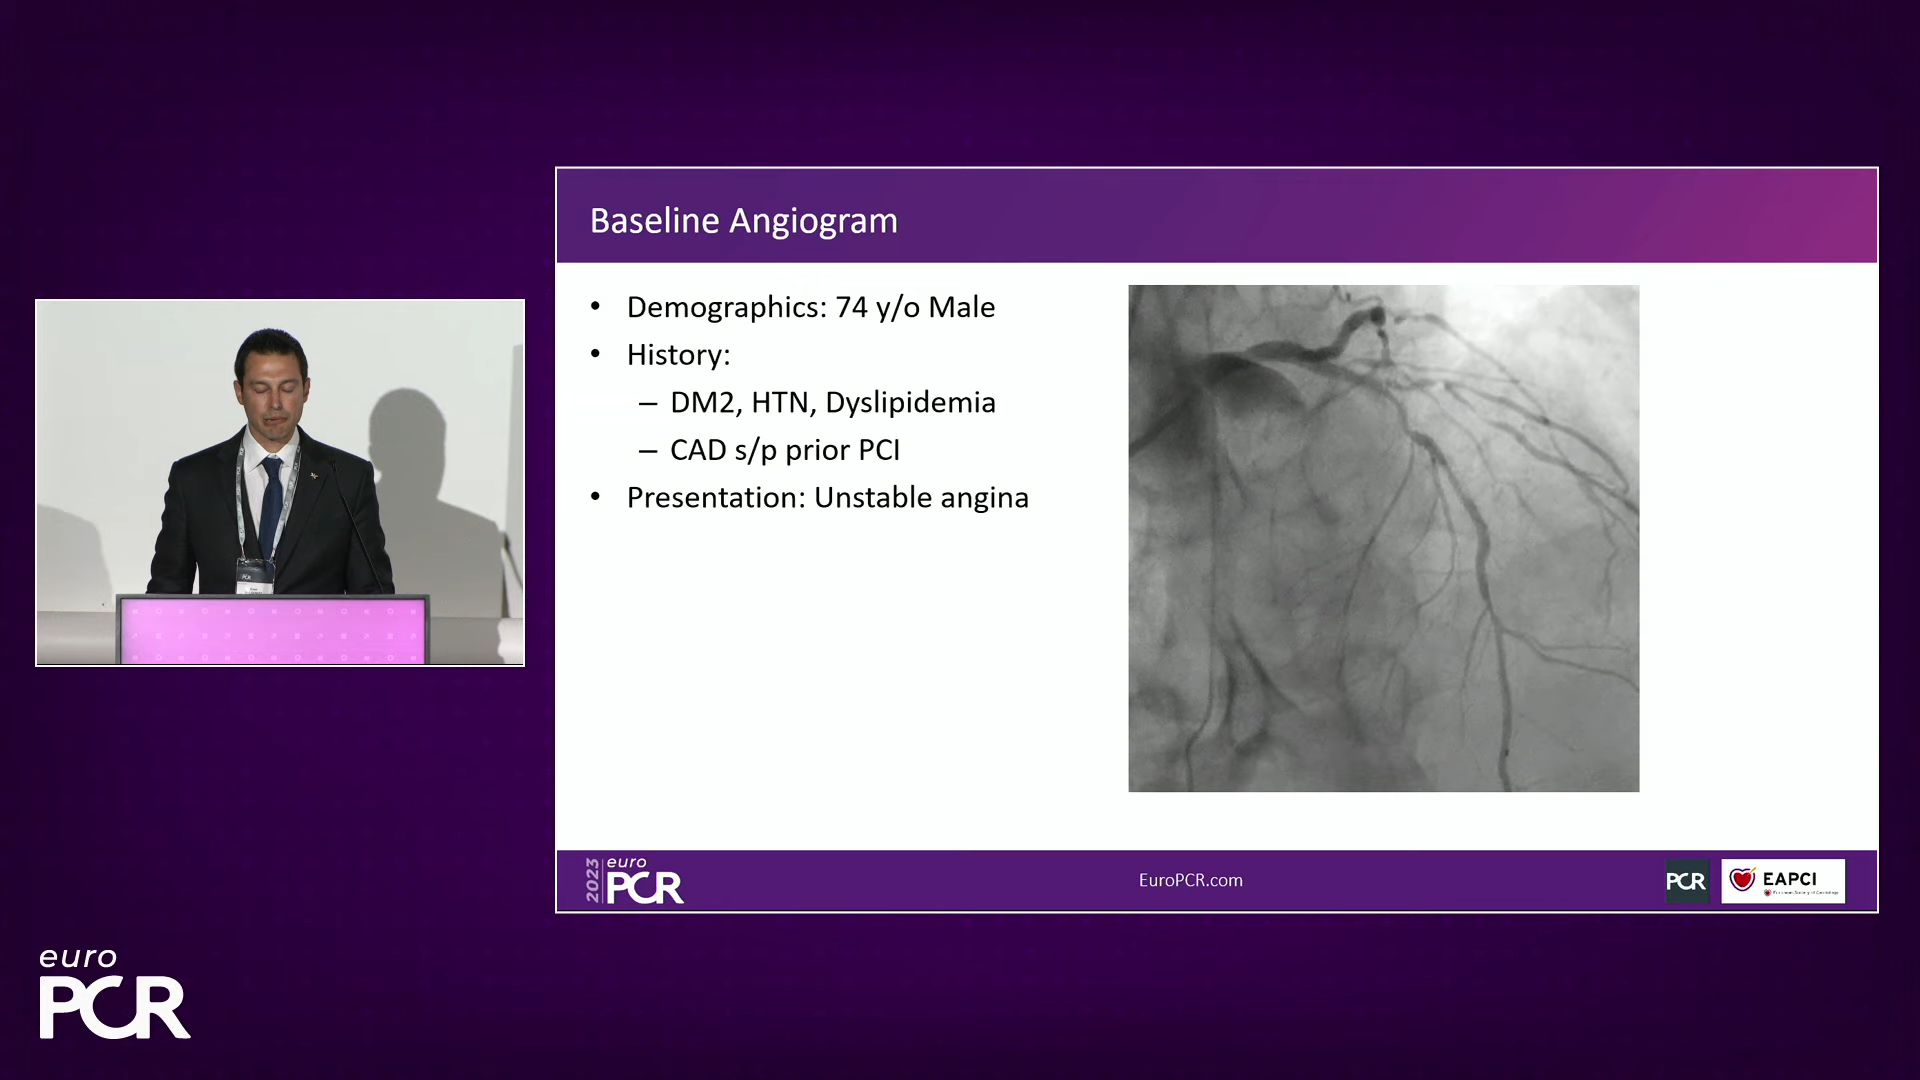 Baseline Angiogram
• Demographics: 74 y/o Male
• History:
– DM2, HTN, Dyslipidemia
– CAD s/p prior PCI
• Presentation: Unstable angina
2023 euro PCR
EuroPCR.com
PCR
EAPCI
euro
PCR
PCR